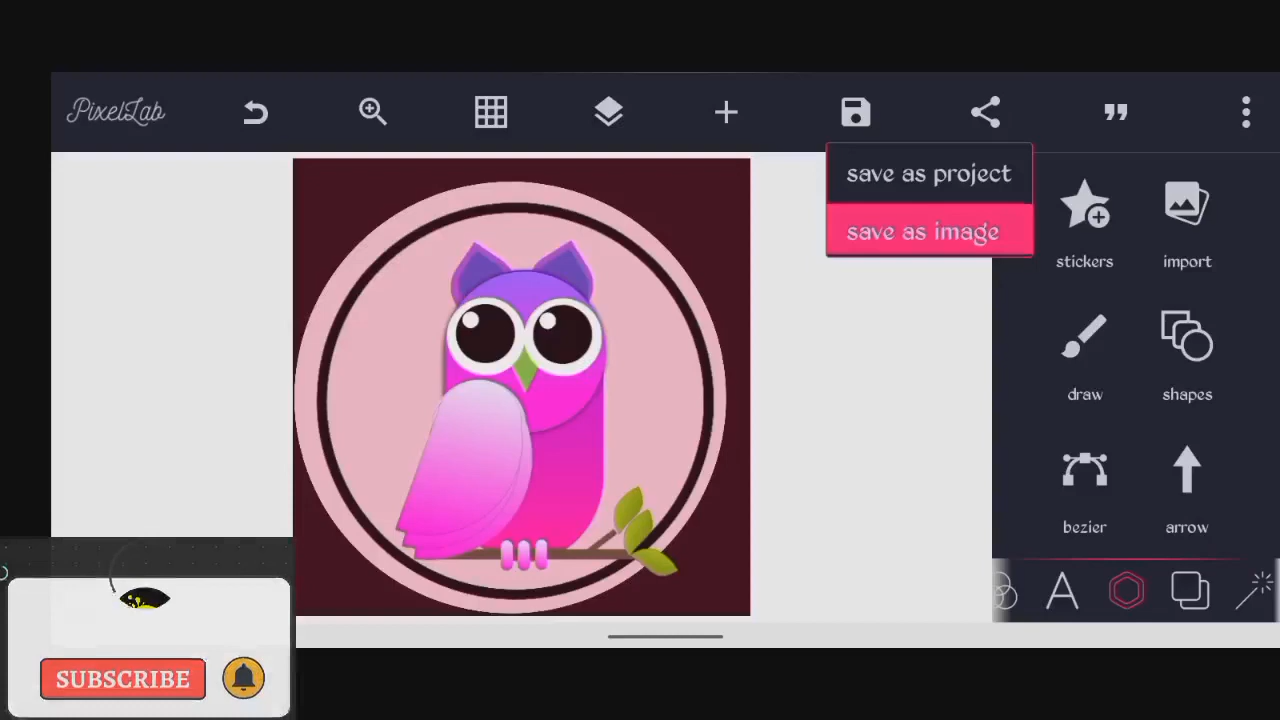 PixelLab
save as project
save as image
stickers
import
draw
shapes
bezier
arrow
SUBSCRIBE